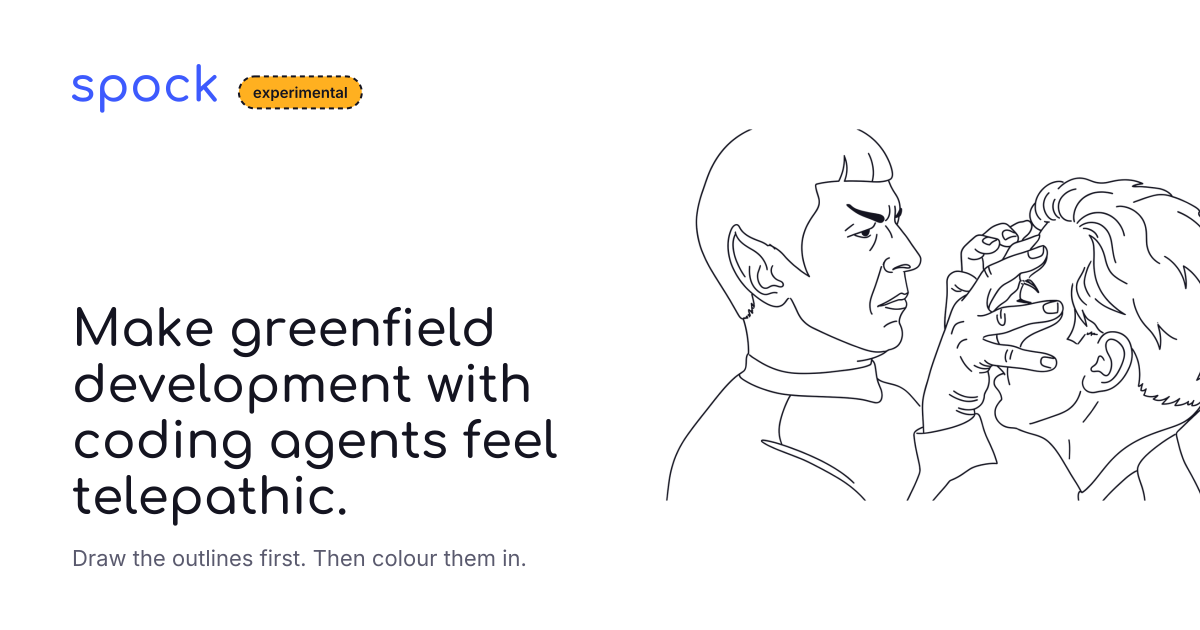 spock
experimental
Make greenfield
development with
coding agents feel
telepathic.
Draw the outlines first. Then colour them in.